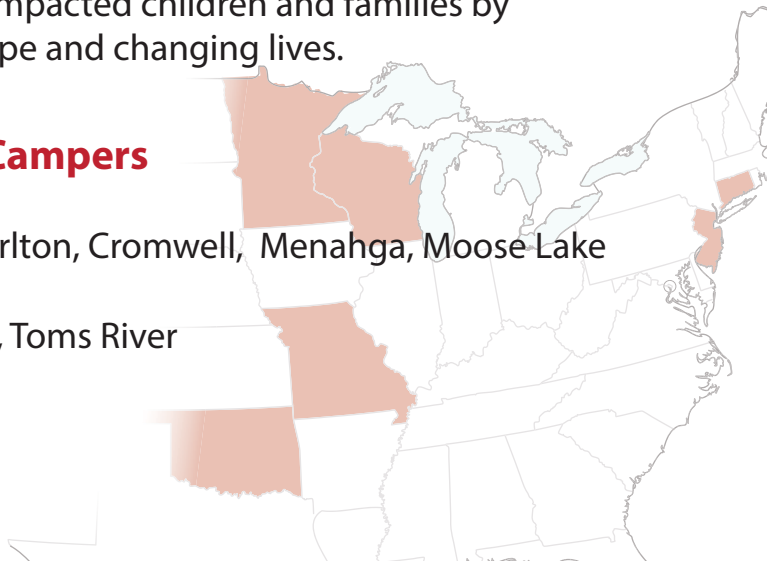 mpacted children and families by
pe and changing lives.
Campers
rlton, Cromwell, Menahga, Moose Lake
, Toms River